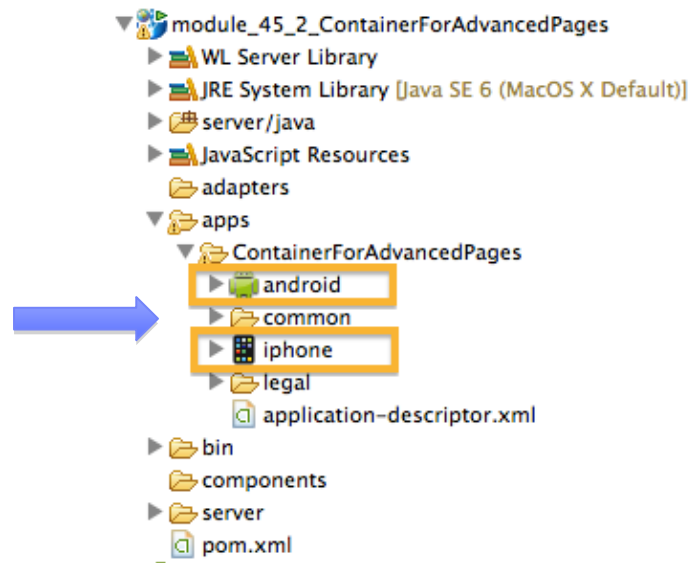 module_45_2_ContainerForAdvancedPages
WL Server Library
JRE System Library [Java SE 6 (MacOS X Default)]
server/java
JavaScript Resources
adapters
apps
ContainerForAdvancedPages
android
common
iphone
legal
application-descriptor.xml
bin
components
server
pom.xml